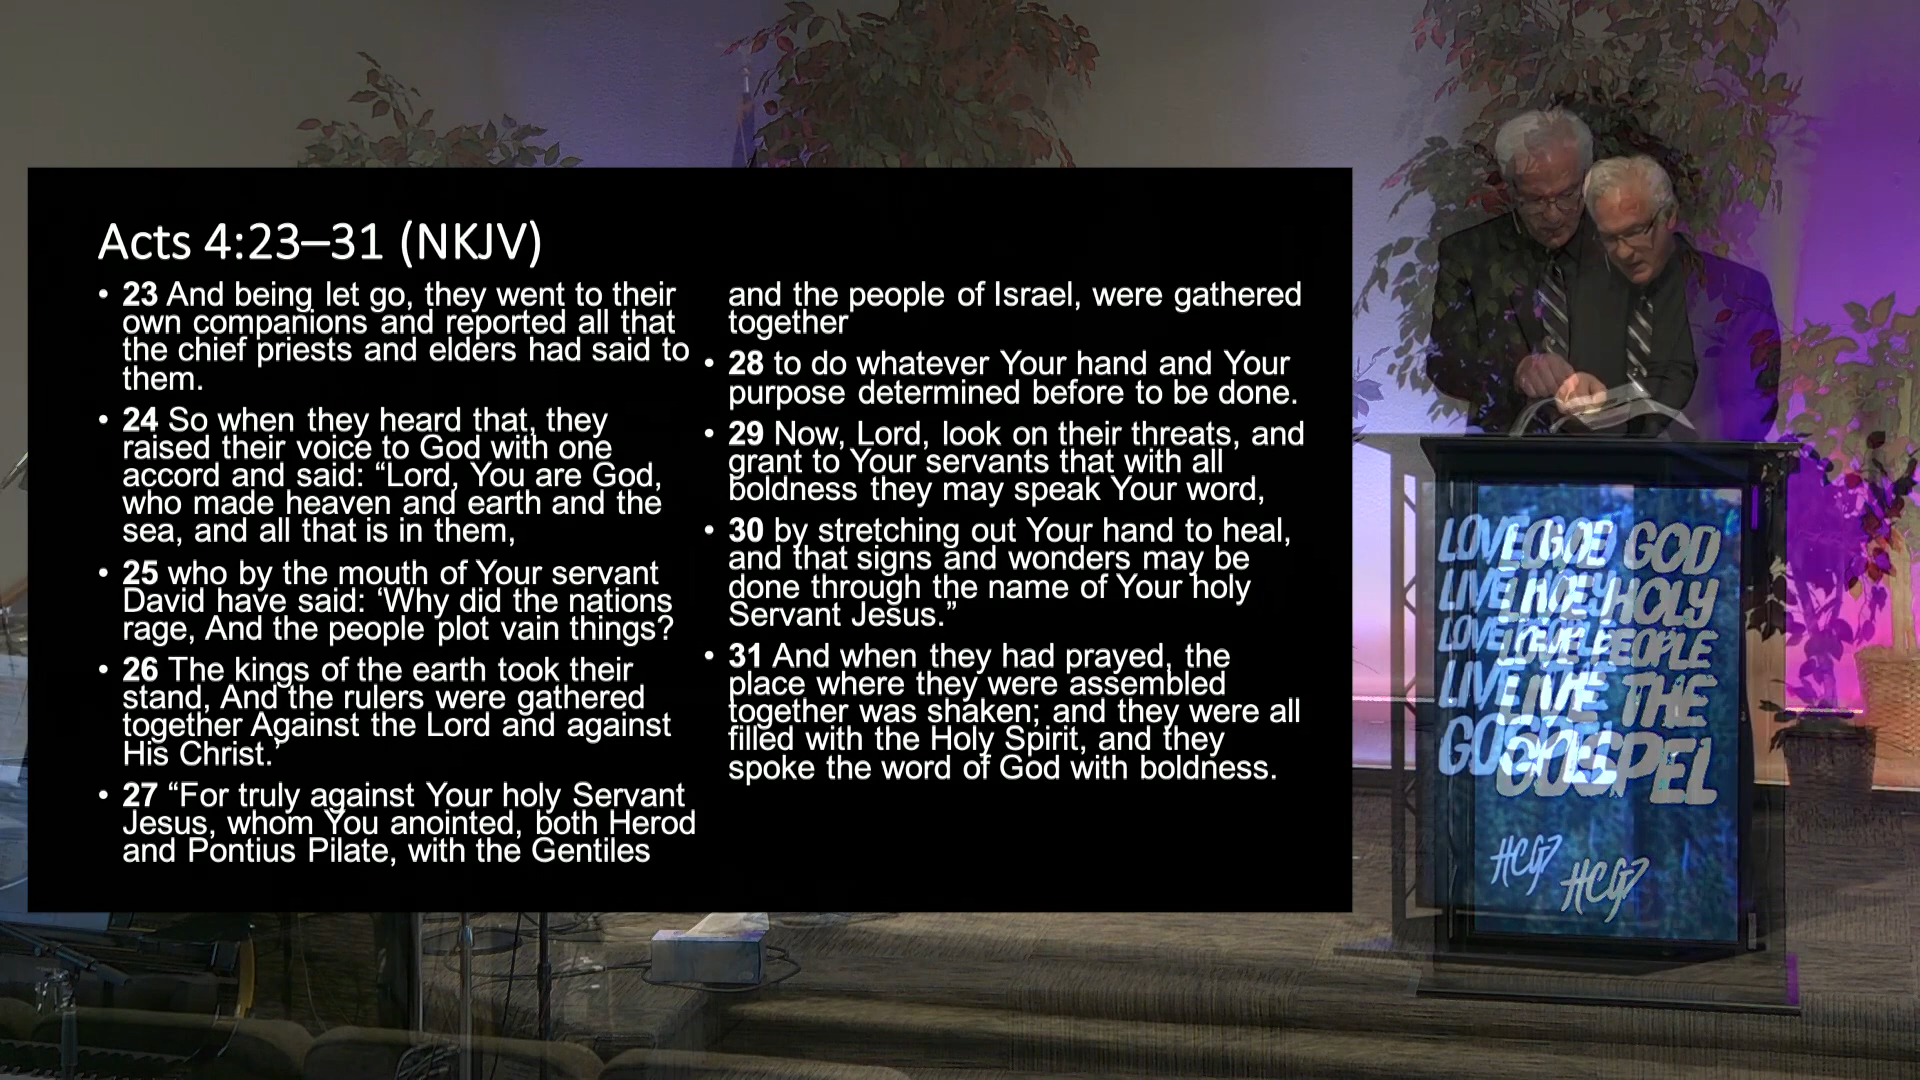 Acts 4:23–31 (NKJV)
• 23 And being let go, they went to their
own companions and reported all that
the chief priests and elders had said to
them.
• 24 So when they heard that, they
raised their voice to God with one
accord and said: “Lord, You are God,
who made heaven and earth and the
sea, and all that is in them,
• 25 who by the mouth of Your servant
David have said: ‘Why did the nations
rage, And the people plot vain things?
• 26 The kings of the earth took their
stand, And the rulers were gathered
together Against the Lord and against
His Christ.’
• 27 “For truly against Your holy Servant
Jesus, whom You anointed, both Herod
and Pontius Pilate, with the Gentiles
and the people of Israel, were gathered
together
• 28 to do whatever Your hand and Your
purpose determined before to be done.
• 29 Now, Lord, look on their threats, and
grant to Your servants that with all
boldness they may speak Your word,
• 30 by stretching out Your hand to heal,
and that signs and wonders may be
done through the name of Your holy
Servant Jesus.”
• 31 And when they had prayed, the
place where they were assembled
together was shaken; and they were all
filled with the Holy Spirit, and they
spoke the word of God with boldness.
LOVE GOD
LIVE HOLY
LOVE PEOPLE
LIVE THE
GOSPEL
HCG
HCG